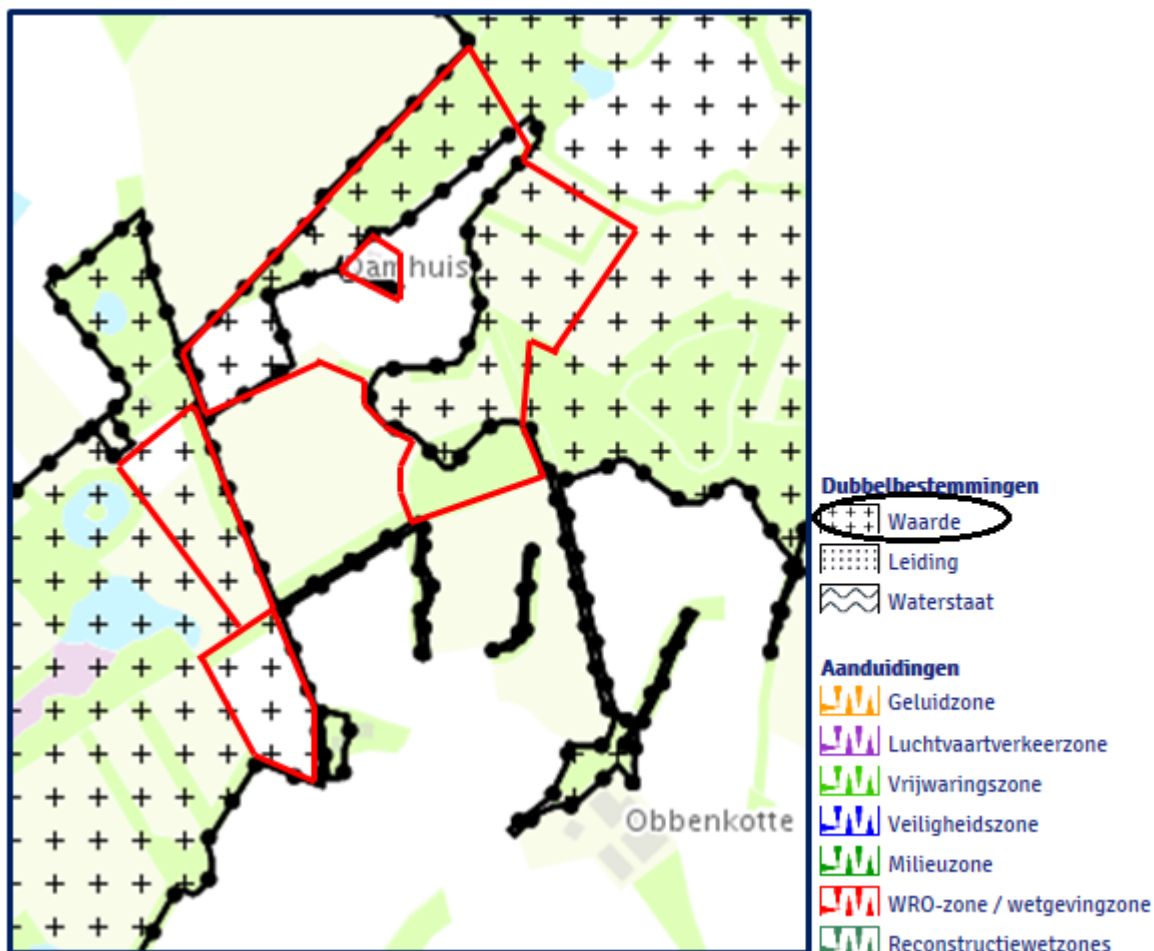 Damhuis
Obbenkotte
Dubbelbestemmingen
Waarde
Leiding
Waterstaat
Aanduidingen
Geluidzone
Luchtvaartverkeerzone
Vrijwaringszone
Veiligheidszone
Milieuzone
WRO-zone / wetgevingzone
Reconstructiewetzones